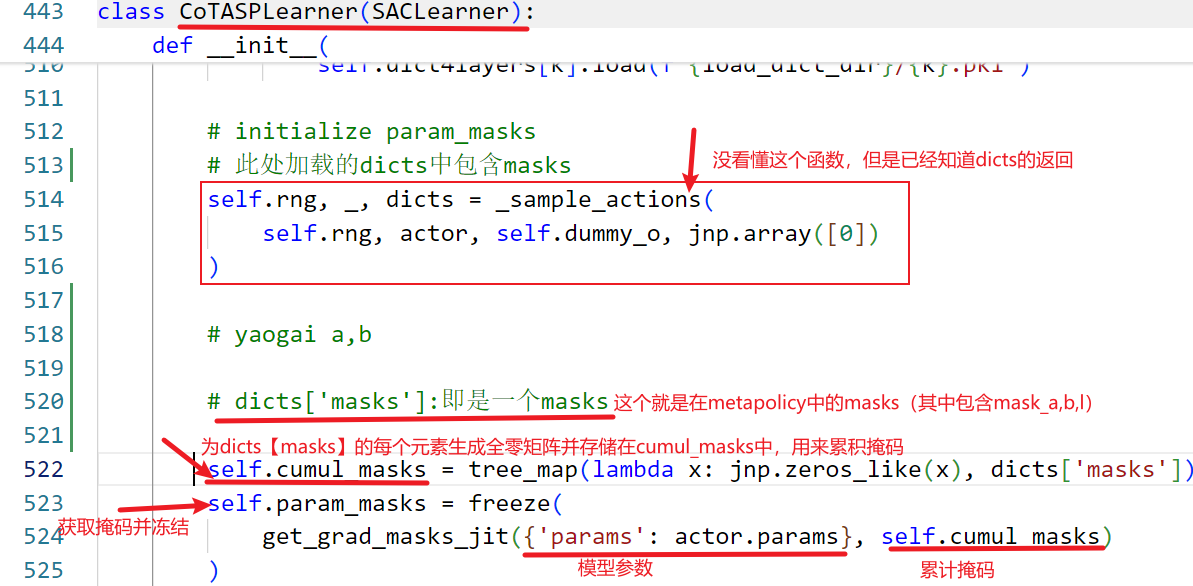 443 class CoTASPLearner(SACLearner):
444 def __init__(
510 self.dict4layers[k].load(f"{load_dict_dir}/{k}.pkl")
511
512 # initialize param_masks
513 # 此处加载的dicts中包含masks
没看懂这个函数，但是已经知道dicts的返回
514 self.rng, _, dicts = _sample_actions(
515 self.rng, actor, self.dummy_o, jnp.array([0])
516 )
517
518 # yaogai a,b
519
520 # dicts['masks']:即是一个masks 这个就是在metapolicy中的masks（其中包含mask_a,b,l）
521
为dicts【masks】的每个元素生成全零矩阵并存储在cumul_masks中，用来累积掩码
522 self.cumul_masks = tree_map(lambda x: jnp.zeros_like(x), dicts['masks'])
523 self.param_masks = freeze(
获取掩码并冻结
524 get_grad_masks_jit({'params': actor.params}, self.cumul_masks)
525 )
模型参数
累计掩码